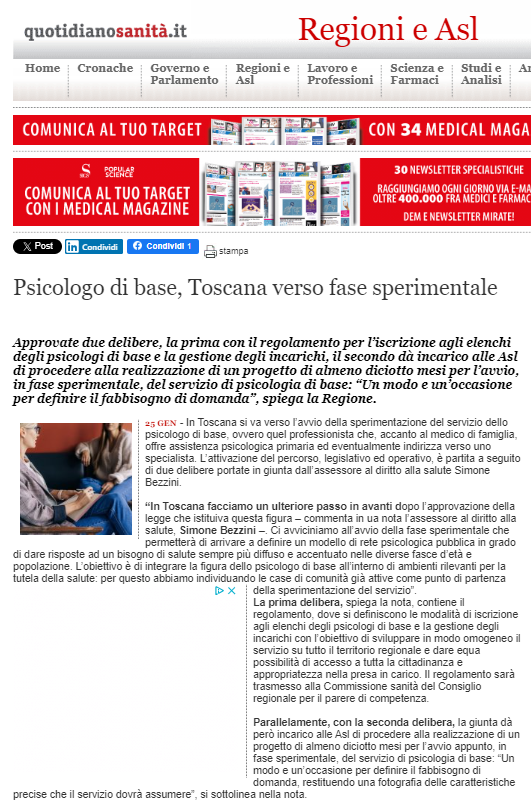 quotidianosanità.it
Regioni e Asl
Home
Cronache
Governo e Parlamento
Regioni e Asl
Lavoro e Professioni
Scienza e Farmaci
Studi e Analisi
COMUNICA AL TUO TARGET
CON 34 MEDICAL MAGA
POPULAR SCIENCE
COMUNICA AL TUO TARGET
CON I MEDICAL MAGAZINE
30 NEWSLETTER SPECIALISTICHE
RAGGIUNGIAMO OGNI GIORNO VIA E-MA
OLTRE 400.000 FRA MEDICI E FARMAC
DEM E NEWSLETTER MIRATE!
Post
Condividi
Condividi 1
stampa
Psicologo di base, Toscana verso fase sperimentale
Approvate due delibere, la prima con il regolamento per l'iscrizione agli elenchi
degli psicologi di base e la gestione degli incarichi, il secondo dà incarico alle Asl
di procedere alla realizzazione di un progetto di almeno diciotto mesi per l'avvio,
in fase sperimentale, del servizio di psicologia di base: "Un modo e un'occasione
per definire il fabbisogno di domanda", spiega la Regione.
25 GEN - In Toscana si va verso l'avvio della sperimentazione del servizio dello
psicologo di base, ovvero quel professionista che, accanto al medico di famiglia,
offre assistenza psicologica primaria ed eventualmente indirizza verso uno
specialista. L'attivazione del percorso, legislativo ed operativo, è partita a seguito
di due delibere portate in giunta dall'assessore al diritto alla salute Simone
Bezzini.
"In Toscana facciamo un ulteriore passo in avanti dopo l'approvazione della
legge che istituiva questa figura – commenta in ua nota l'assessore al diritto alla
salute, Simone Bezzini –. Ci avviciniamo all'avvio della fase sperimentale che
permetterà di arrivare a definire un modello di rete psicologica pubblica in grado
di dare risposte ad un bisogno di salute sempre più diffuso e accentuato nelle diverse fasce d'età e
popolazione. L'obiettivo è di integrare la figura dello psicologo di base all'interno di ambienti rilevanti per la
tutela della salute: per questo abbiamo individuando le case di comunità già attive come punto di partenza
della sperimentazione del servizio".
La prima delibera, spiega la nota, contiene il
regolamento, dove si definiscono le modalità di iscrizione
agli elenchi degli psicologi di base e la gestione degli
incarichi con l'obiettivo di sviluppare in modo omogeneo il
servizio su tutto il territorio regionale e dare equa
possibilità di accesso a tutta la cittadinanza e
appropriatezza nella presa in carico. Il regolamento sarà
trasmesso alla Commissione sanità del Consiglio
regionale per il parere di competenza.
Parallelamente, con la seconda delibera, la giunta dà
però incarico alle Asl di procedere alla realizzazione di un
progetto di almeno diciotto mesi per l'avvio appunto, in
fase sperimentale, del servizio di psicologia di base: "Un
modo e un'occasione per definire il fabbisogno di
domanda, restituendo una fotografia delle caratteristiche
precise che il servizio dovrà assumere", si sottolinea nella nota.